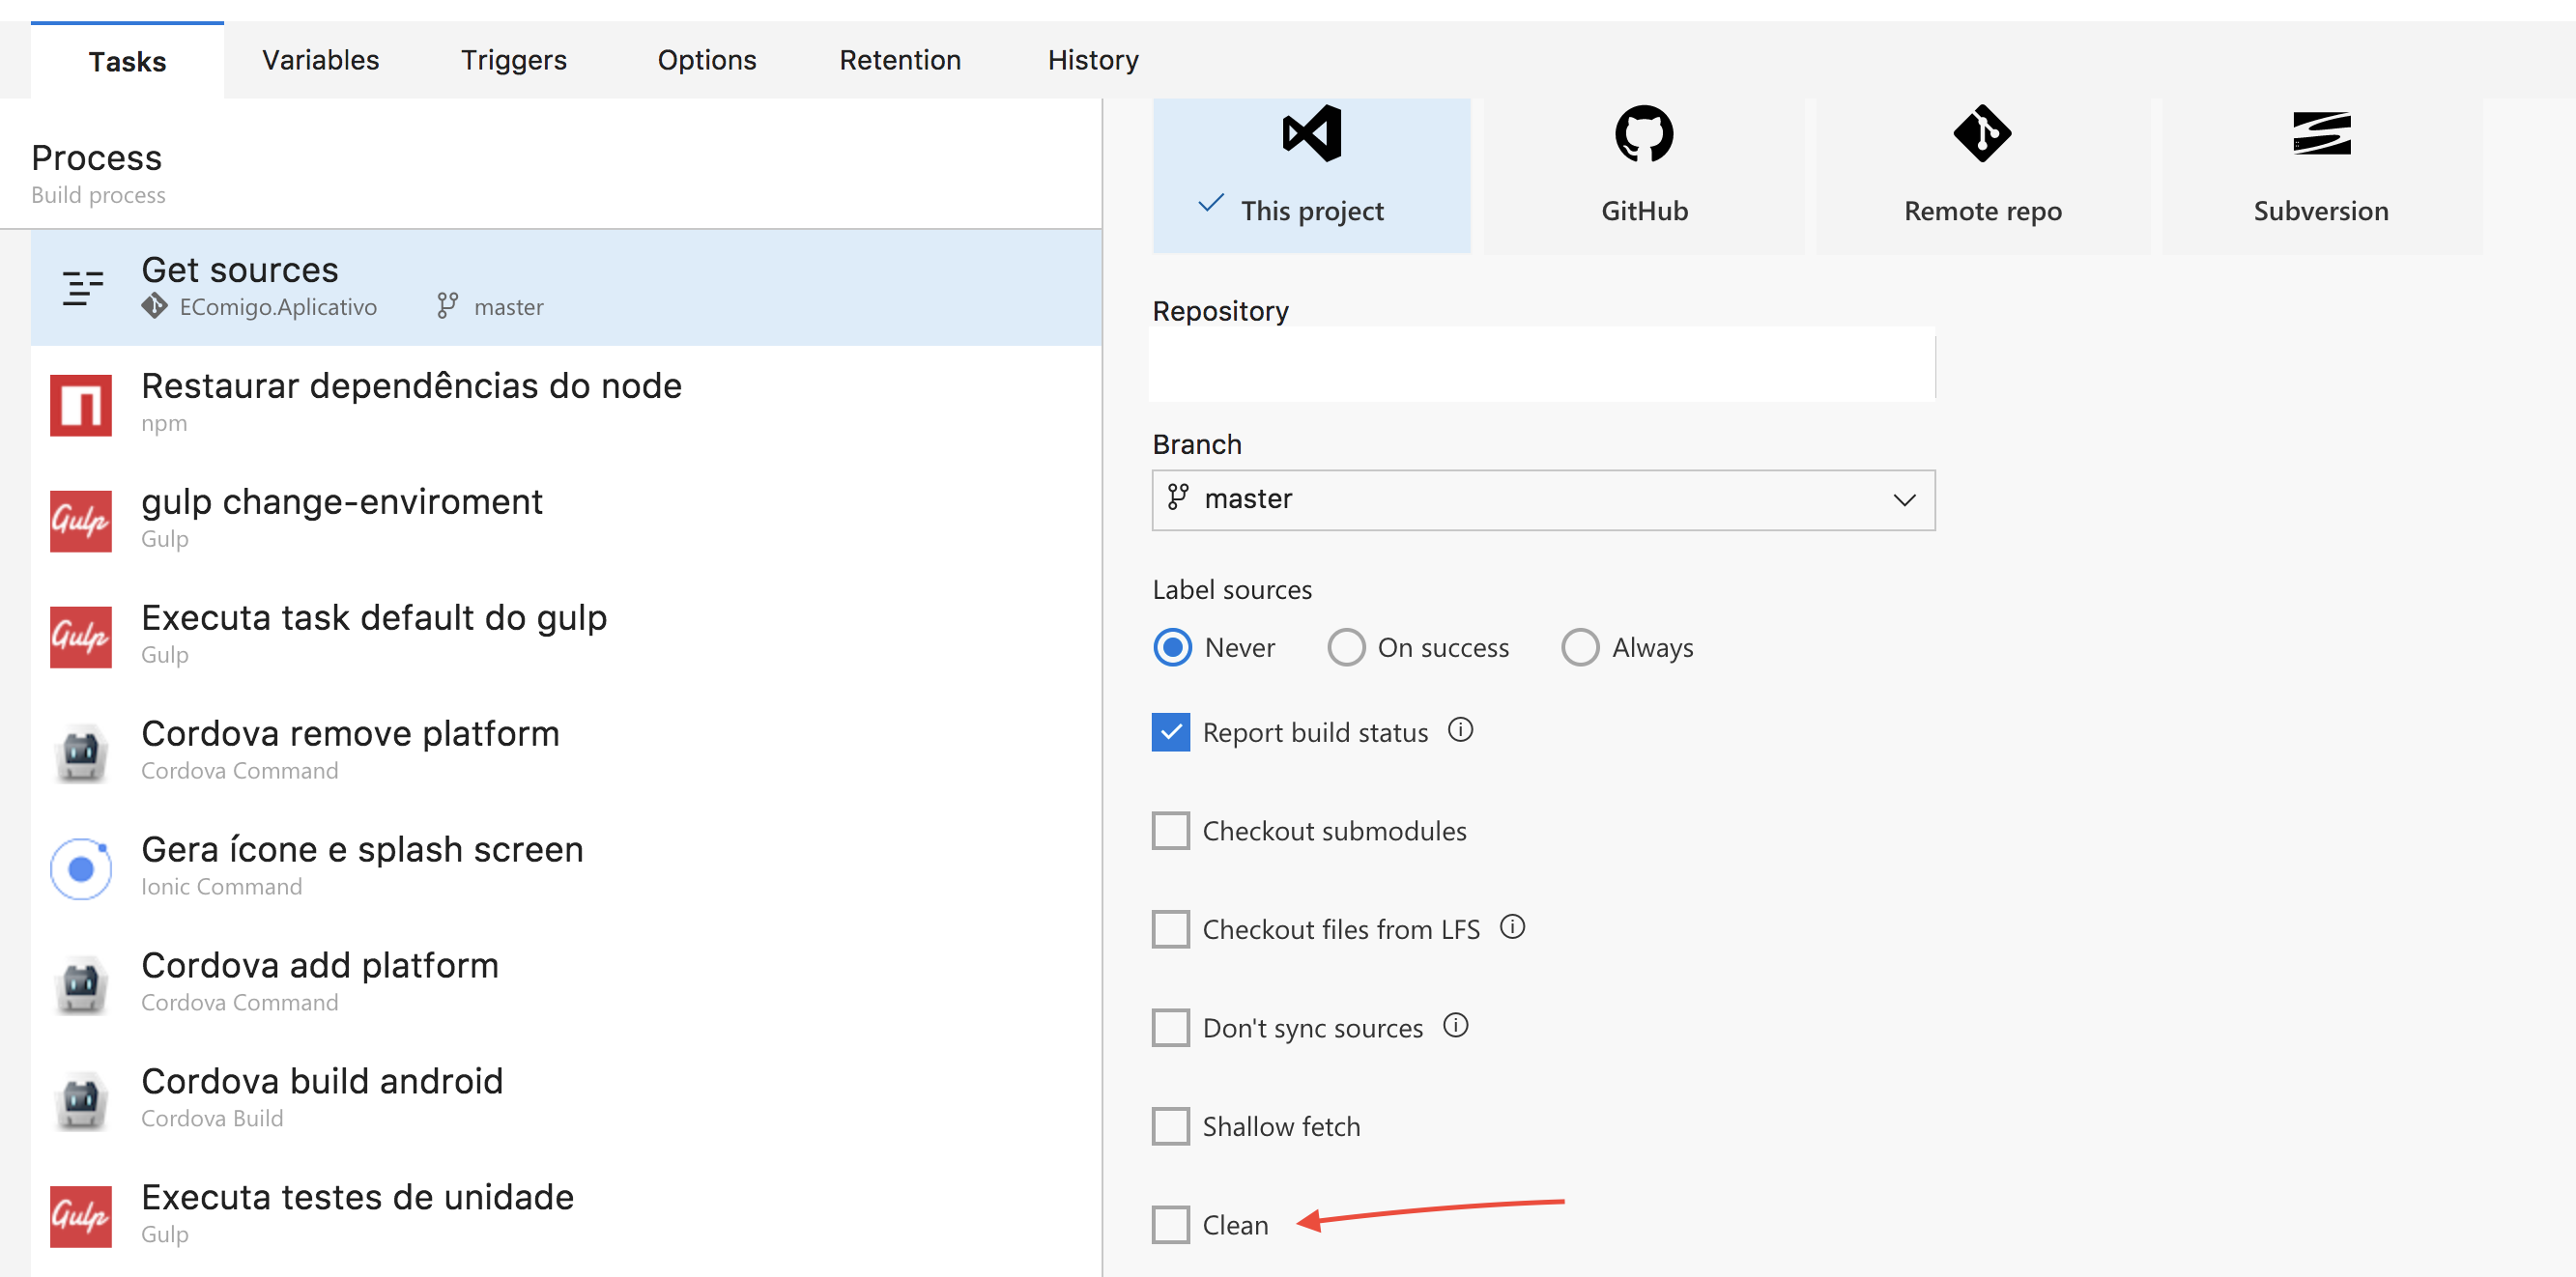 Tasks
Variables
Triggers
Options
Retention
History
Process
Build process
Get sources
EComigo.Aplicativo
master
Restaurar dependências do node
npm
gulp change-enviroment
Gulp
Executa task default do gulp
Gulp
Cordova remove platform
Cordova Command
Gera ícone e splash screen
Ionic Command
Cordova add platform
Cordova Command
Cordova build android
Cordova Build
Executa testes de unidade
Gulp
This project
GitHub
Remote repo
Subversion
Repository
Branch
master
Label sources
Never
On success
Always
Report build status
Checkout submodules
Checkout files from LFS
Don't sync sources
Shallow fetch
Clean